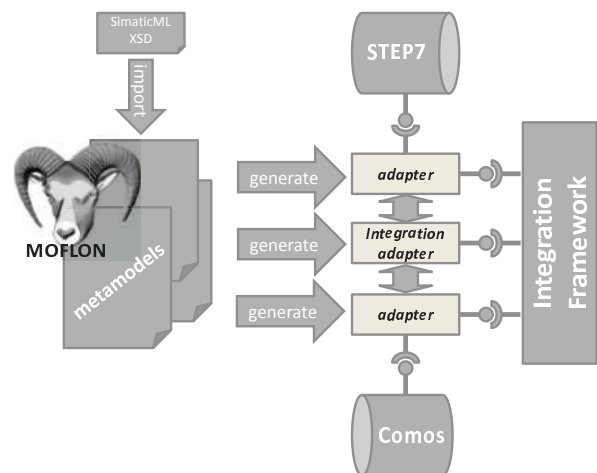 SimaticML
XSD
import
MOFLON
metamodels
generate
generate
generate
STEP7
adapter
Integration
adapter
adapter
Comos
Integration
Framework